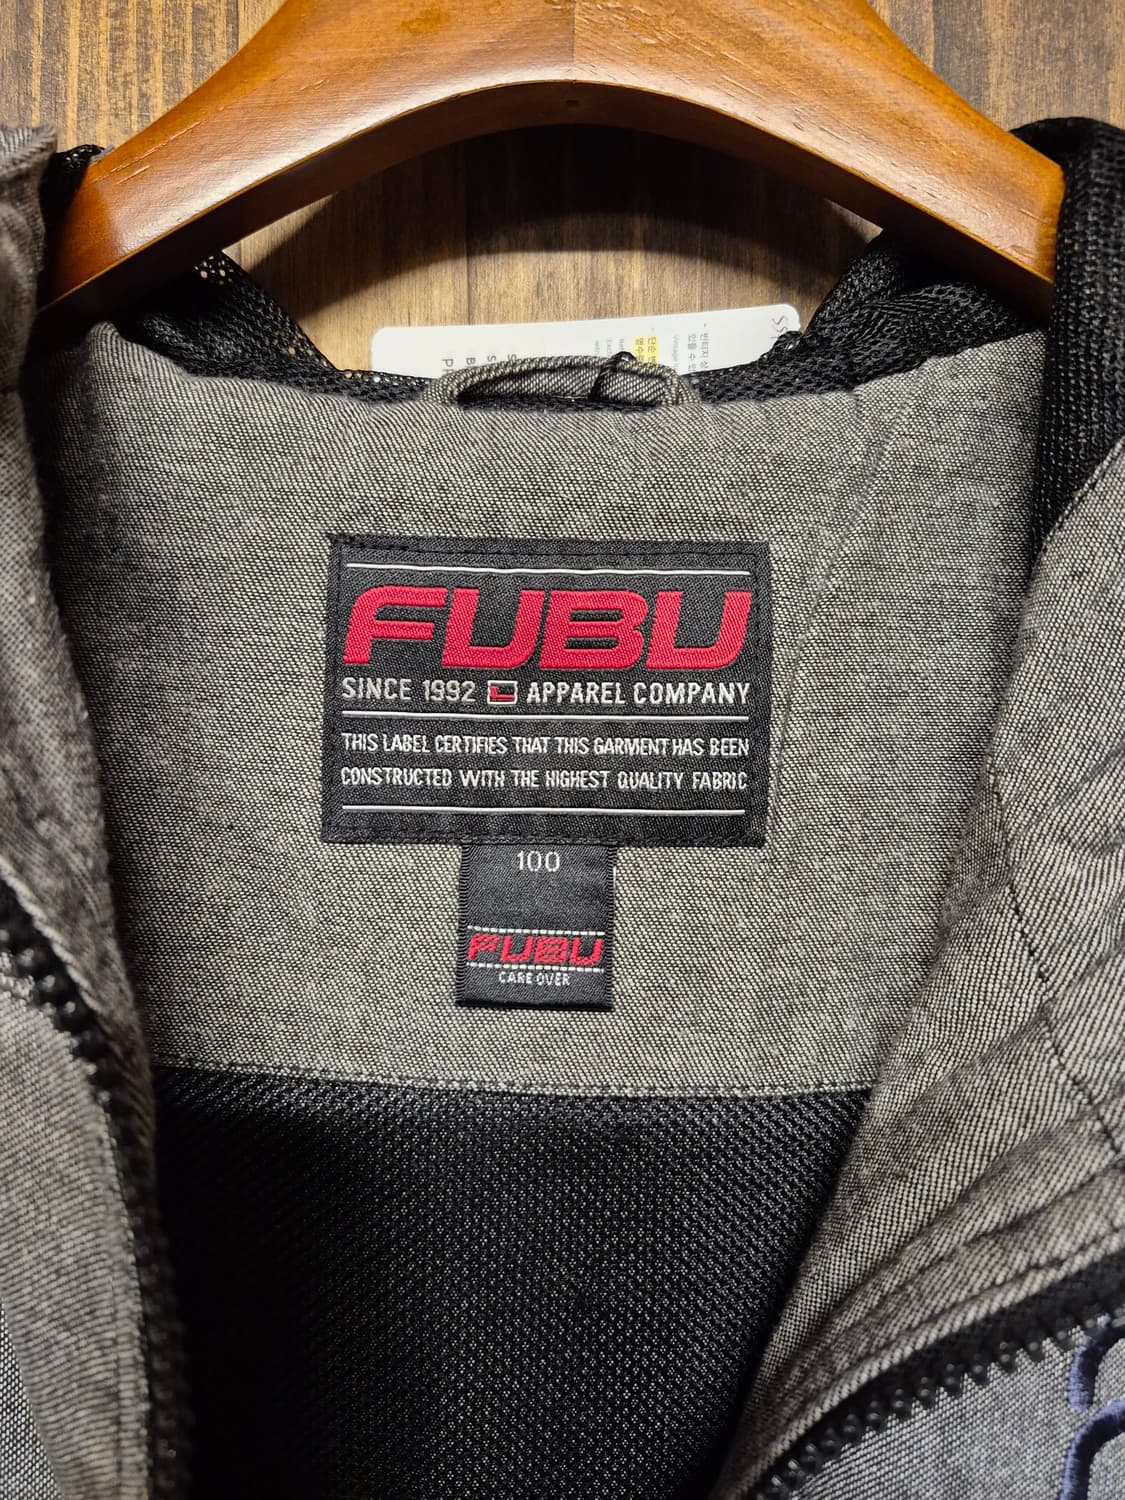 FUBU
SINCE 1992 APPAREL COMPANY
THIS LABEL CERTIFIES THAT THIS GARMENT HAS BEEN
CONSTRUCTED WITH THE HIGHEST QUALITY FABRIC
100
FUBU
CARE OVER